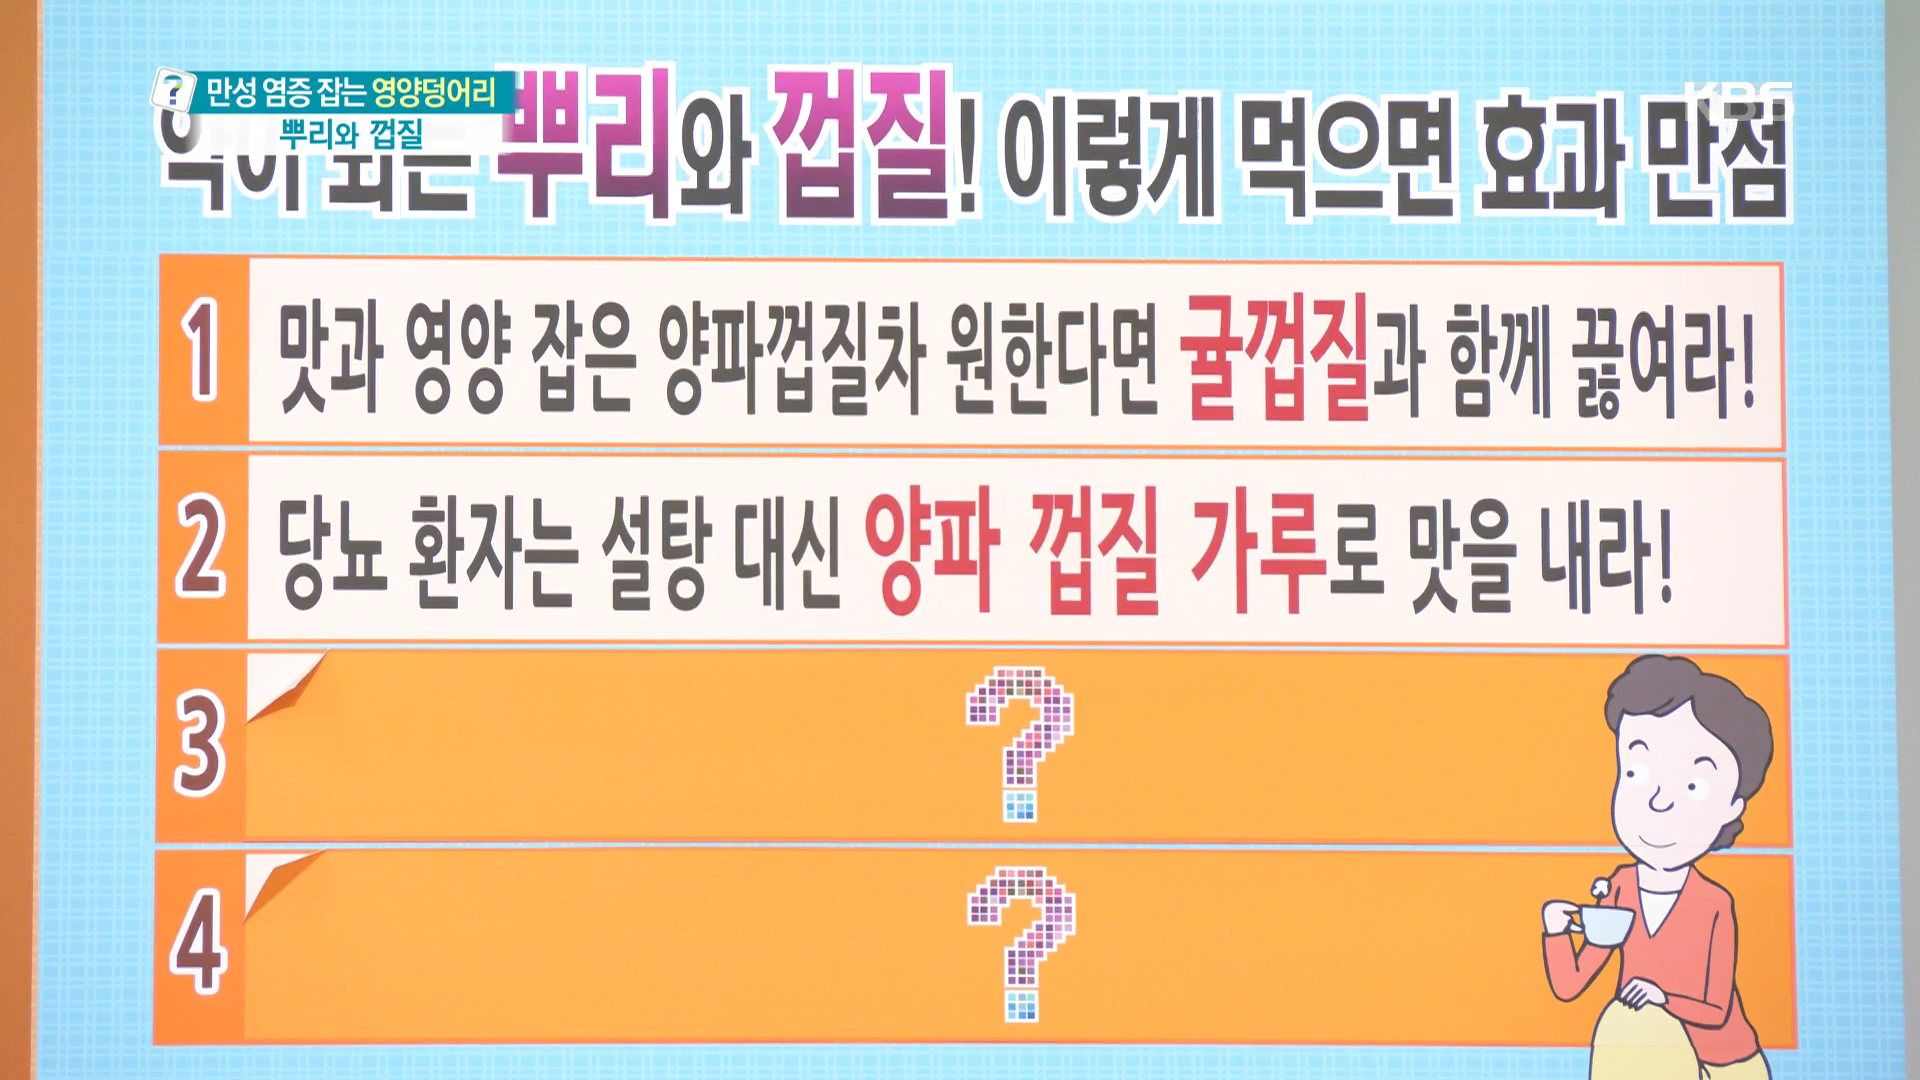 만성 염증 잡는 영양덩어리
뿌리와 껍질
KBS
뿌리와 껍질! 이렇게 먹으면 효과 만점
1 맛과 영양 잡은 양파껍질차 원한다면 귤껍질과 함께 끓여라!
2 당뇨 환자는 설탕 대신 양파 껍질 가루로 맛을 내라!
3 ?
4 ?